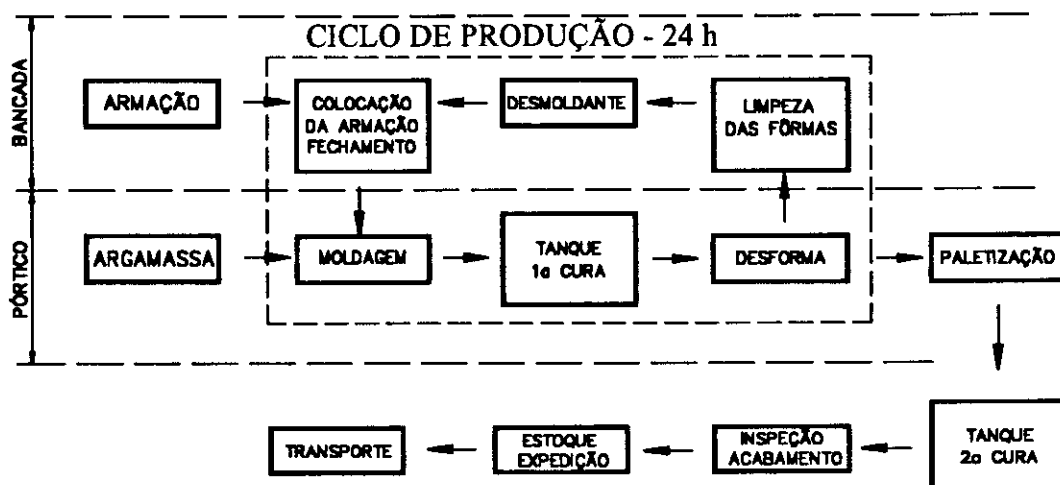 CICLO DE PRODUÇÃO - 24 h
BANCADA
ARMAÇÃO
COLOCAÇÃO
DA ARMAÇÃO
FECHAMENTO
DESMOLDANTE
LIMPEZA
DAS FÔRMAS
PÓRTICO
ARGAMASSA
MOLDAGEM
TANQUE
1a CURA
DESFORMA
PALETIZAÇÃO
TRANSPORTE
ESTOQUE
EXPEDIÇÃO
INSPEÇÃO
ACABAMENTO
TANQUE
2a CURA